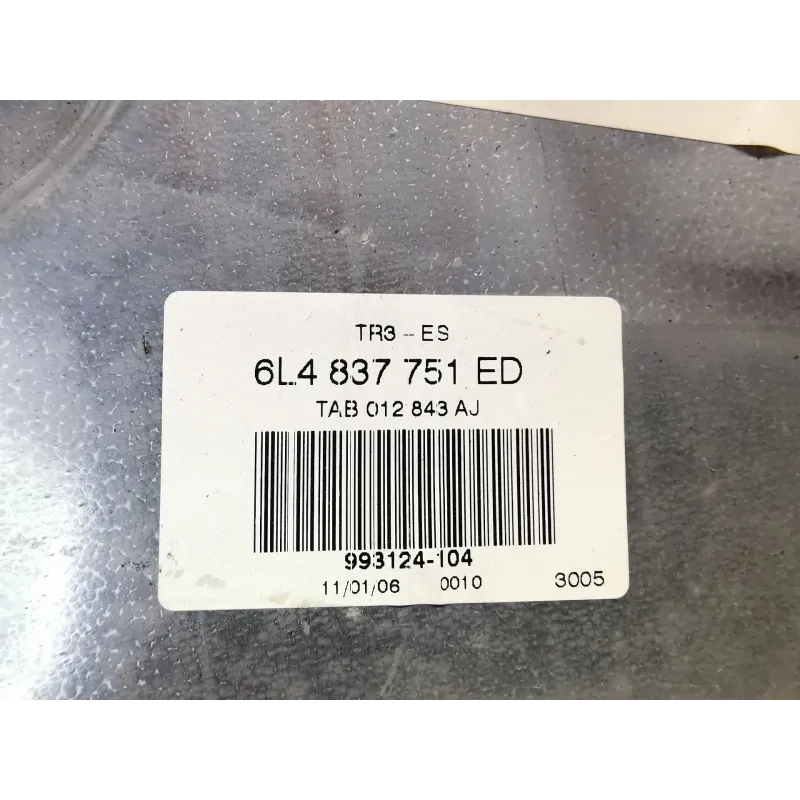 TR3 - ES
6L4 837 751 ED
TAB 012 843 AJ
993124-104
11/01/06 0010 3005